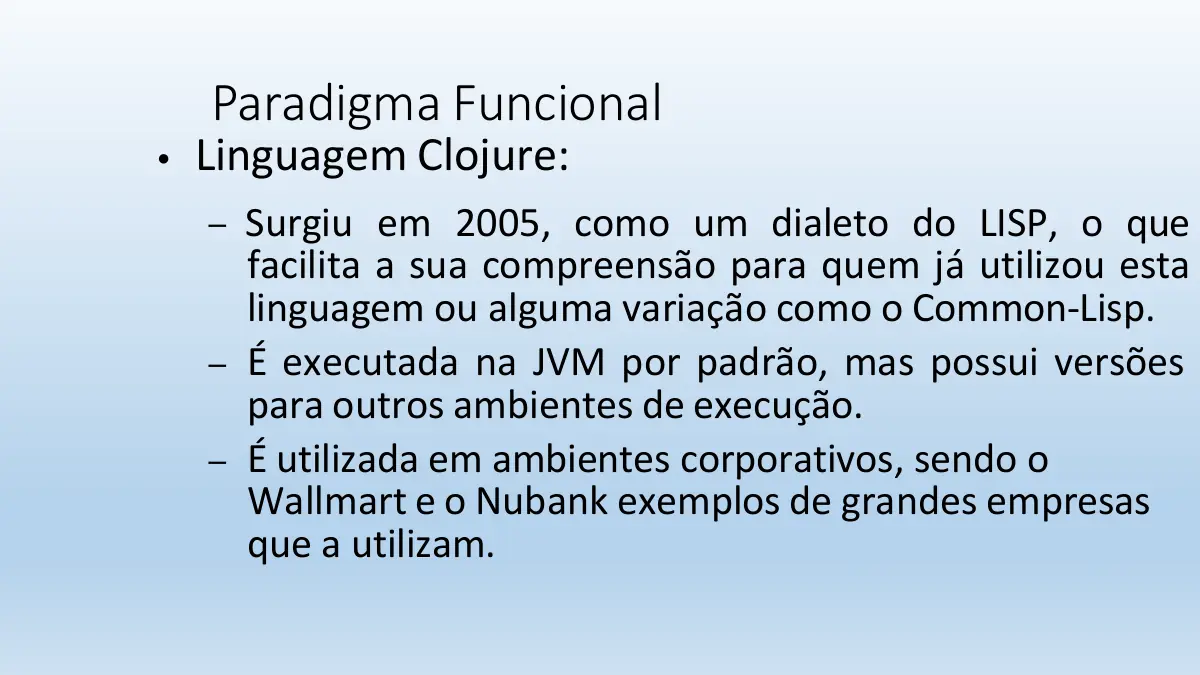 Paradigma Funcional
• Linguagem Clojure:
– Surgiu em 2005, como um dialeto do LISP, o que
facilita a sua compreensão para quem já utilizou esta
linguagem ou alguma variação como o Common-Lisp.
– É executada na JVM por padrão, mas possui versões
para outros ambientes de execução.
– É utilizada em ambientes corporativos, sendo o
Wallmart e o Nubank exemplos de grandes empresas
que a utilizam.